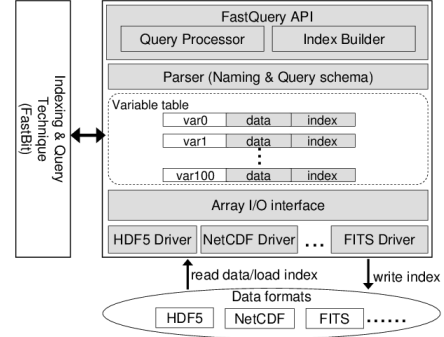 FastQuery API
Query Processor
Index Builder
Parser (Naming & Query schema)
Indexing & Query
Technique
(FastBit)
Variable table
var0 data index
var1 data index
var100 data index
Array I/O interface
HDF5 Driver
NetCDF Driver
...
FITS Driver
read data/load index
write index
Data formats
HDF5
NetCDF
FITS
......